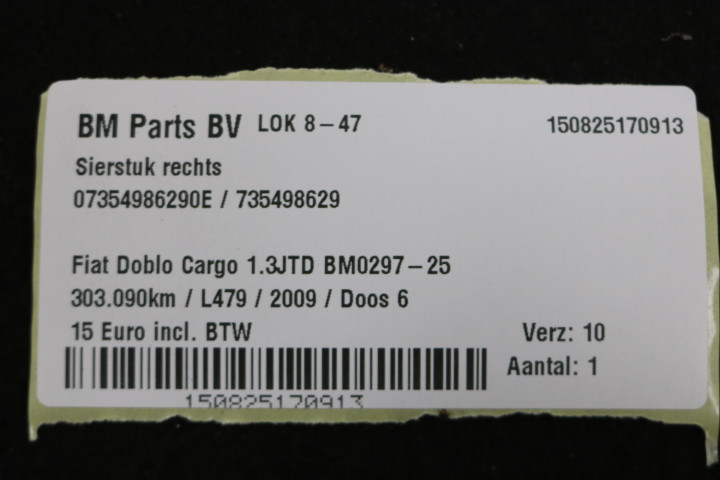 BM Parts BV LOK 8-47 150825170913
Sierstuk rechts
07354986290E / 735498629
Fiat Doblo Cargo 1.3JTD BM0297-25
303.090km / L479 / 2009 / Doos 6
15 Euro incl. BTW Verz: 10
Aantal: 1
150825170913